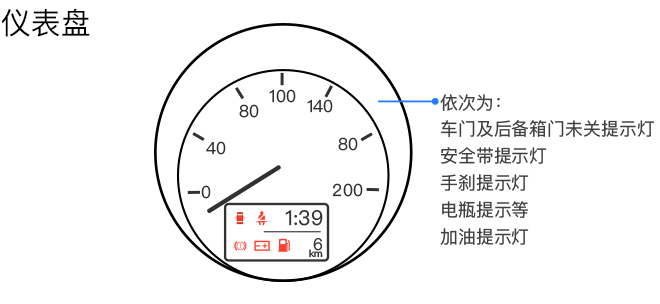 仪表盘
100
80
140
40
80
0
200
1:39
6
km
依次为：
车门及后备箱门未关提示灯
安全带提示灯
手刹提示灯
电瓶提示等
加油提示灯